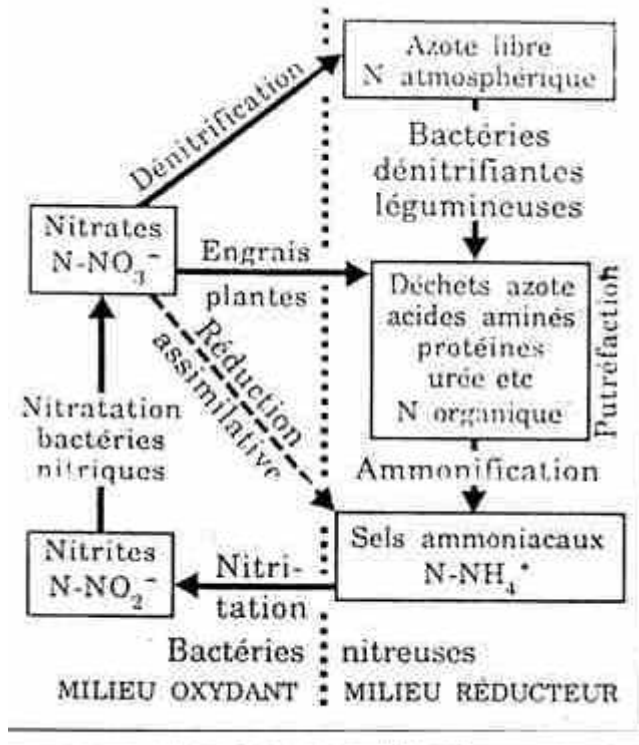 Azote libre
N atmosphérique
Dénitrification
Bactéries
dénitrifiantes
légumineuses
Nitrates
N-NO3⁻
Engrais
plantes
Déchets azote
acides aminés
protéines
urée etc
N organique
Putréfaction
Réduction
assimilative
Nitratation
bactéries
nitriques
Ammonification
Nitrites
N-NO2⁻
Nitri-
tation
Sels ammoniacaux
N-NH4⁺
Bactéries nitreuses
MILIEU OXYDANT MILIEU RÉDUCTEUR